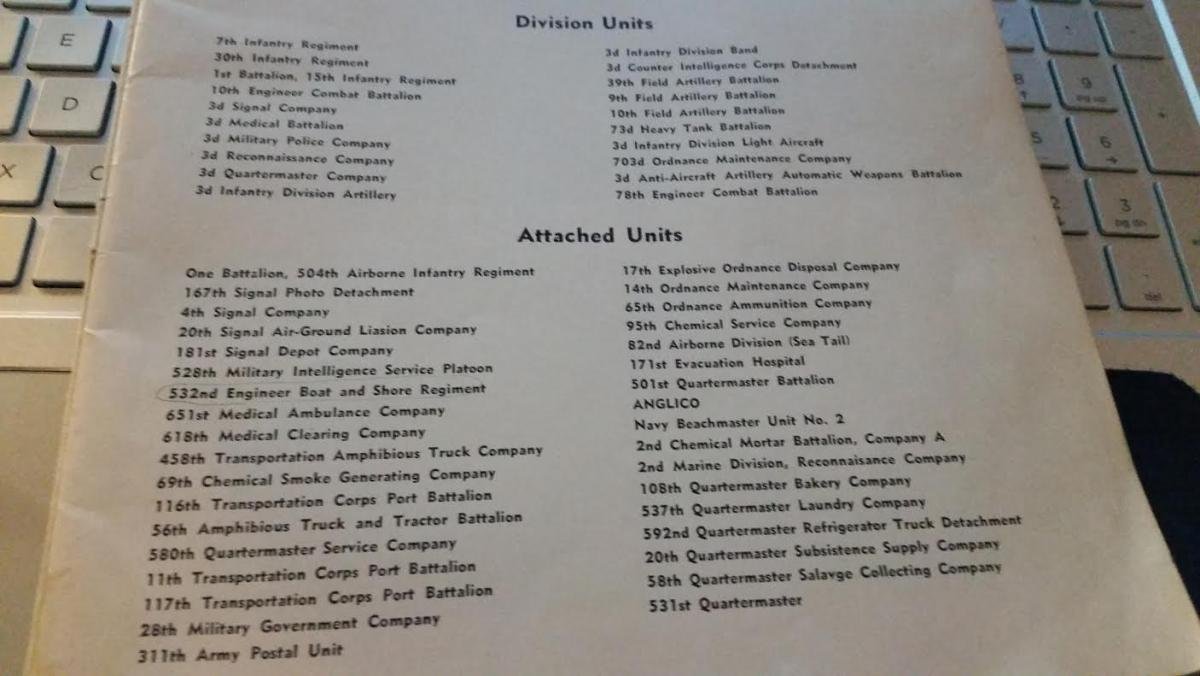 Division Units
7th Infantry Regiment
30th Infantry Regiment
1st Battalion, 15th Infantry Regiment
10th Engineer Combat Battalion
3d Signal Company
3d Medical Battalion
3d Military Police Company
3d Reconnaissance Company
3d Quartermaster Company
3d Infantry Division Artillery
3d Infantry Division Band
3d Counter Intelligence Corps Detachment
39th Field Artillery Battalion
9th Field Artillery Battalion
10th Field Artillery Battalion
73d Heavy Tank Battalion
3d Infantry Division Light Aircraft
703d Ordnance Maintenance Company
3d Anti-Aircraft Artillery Automatic Weapons Battalion
78th Engineer Combat Battalion
Attached Units
One Battalion, 504th Airborne Infantry Regiment
167th Signal Photo Detachment
4th Signal Company
20th Signal Air-Ground Liasion Company
181st Signal Depot Company
528th Military Intelligence Service Platoon
532nd Engineer Boat and Shore Regiment
651st Medical Ambulance Company
618th Medical Clearing Company
458th Transportation Amphibious Truck Company
69th Chemical Smoke Generating Company
116th Transportation Corps Port Battalion
56th Amphibious Truck and Tractor Battalion
580th Quartermaster Service Company
11th Transportation Corps Port Battalion
117th Transportation Corps Port Battalion
28th Military Government Company
311th Army Postal Unit
17th Explosive Ordnance Disposal Company
14th Ordnance Maintenance Company
65th Ordnance Ammunition Company
95th Chemical Service Company
82nd Airborne Division (Sea Tail)
171st Evacuation Hospital
501st Quartermaster Battalion
ANGLICO
Navy Beachmaster Unit No. 2
2nd Chemical Mortar Battalion, Company A
2nd Marine Division, Reconnaisance Company
108th Quartermaster Bakery Company
537th Quartermaster Laundry Company
592nd Quartermaster Refrigerator Truck Detachment
20th Quartermaster Subsistence Supply Company
58th Quartermaster Salavge Collecting Company
531st Quartermaster
E
D
X
C
8
9
pg up
5
6
2
3
pg dn
del